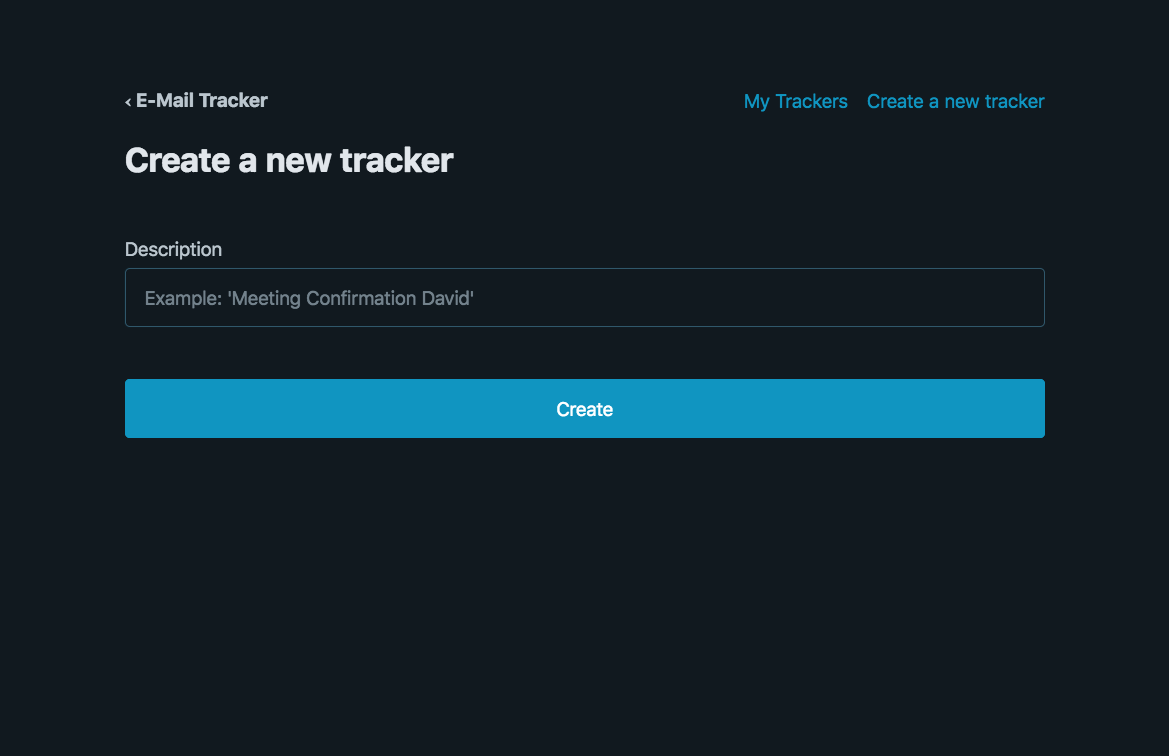 ‹ E-Mail Tracker
My Trackers
Create a new tracker
Create a new tracker
Description
Example: 'Meeting Confirmation David'
Create